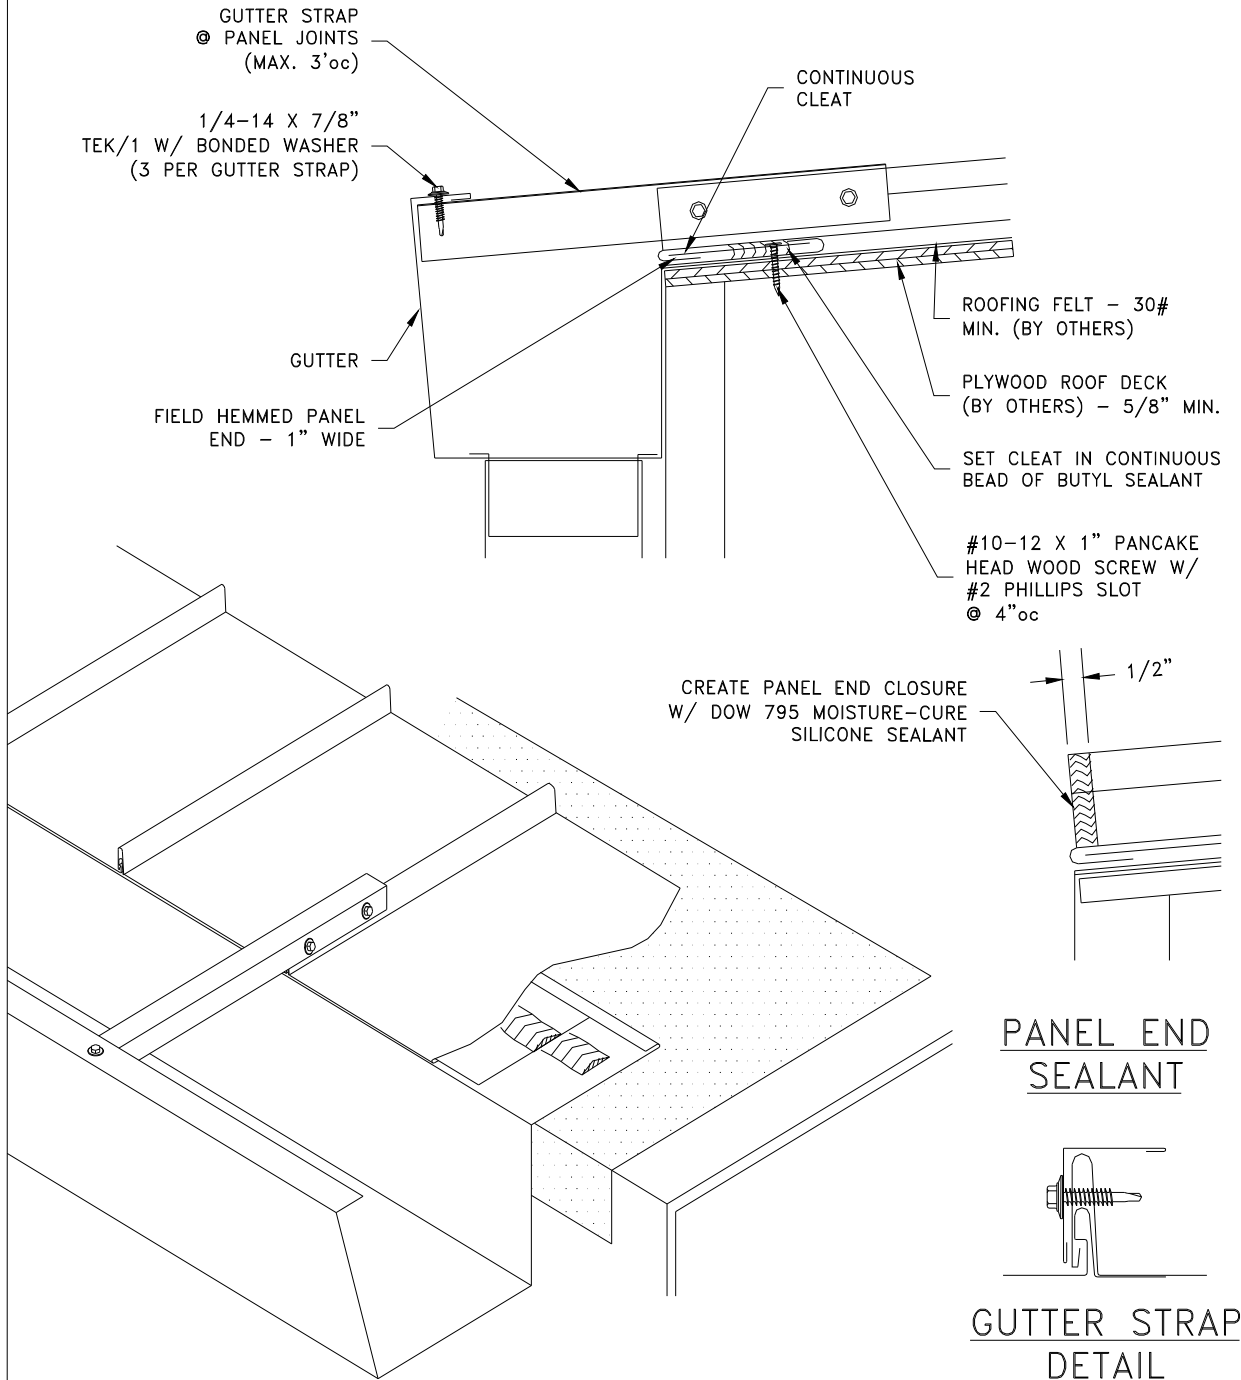 GUTTER STRAP
@ PANEL JOINTS
(MAX. 3'oc)
1/4-14 X 7/8"
TEK/1 W/ BONDED WASHER
(3 PER GUTTER STRAP)
CONTINUOUS
CLEAT
GUTTER
FIELD HEMMED PANEL
END - 1" WIDE
ROOFING FELT - 30#
MIN. (BY OTHERS)
PLYWOOD ROOF DECK
(BY OTHERS) - 5/8" MIN.
SET CLEAT IN CONTINUOUS
BEAD OF BUTYL SEALANT
#10-12 X 1" PANCAKE
HEAD WOOD SCREW W/
#2 PHILLIPS SLOT
@ 4"oc
CREATE PANEL END CLOSURE
W/ DOW 795 MOISTURE-CURE
SILICONE SEALANT
1/2"
PANEL END
SEALANT
GUTTER STRAP
DETAIL